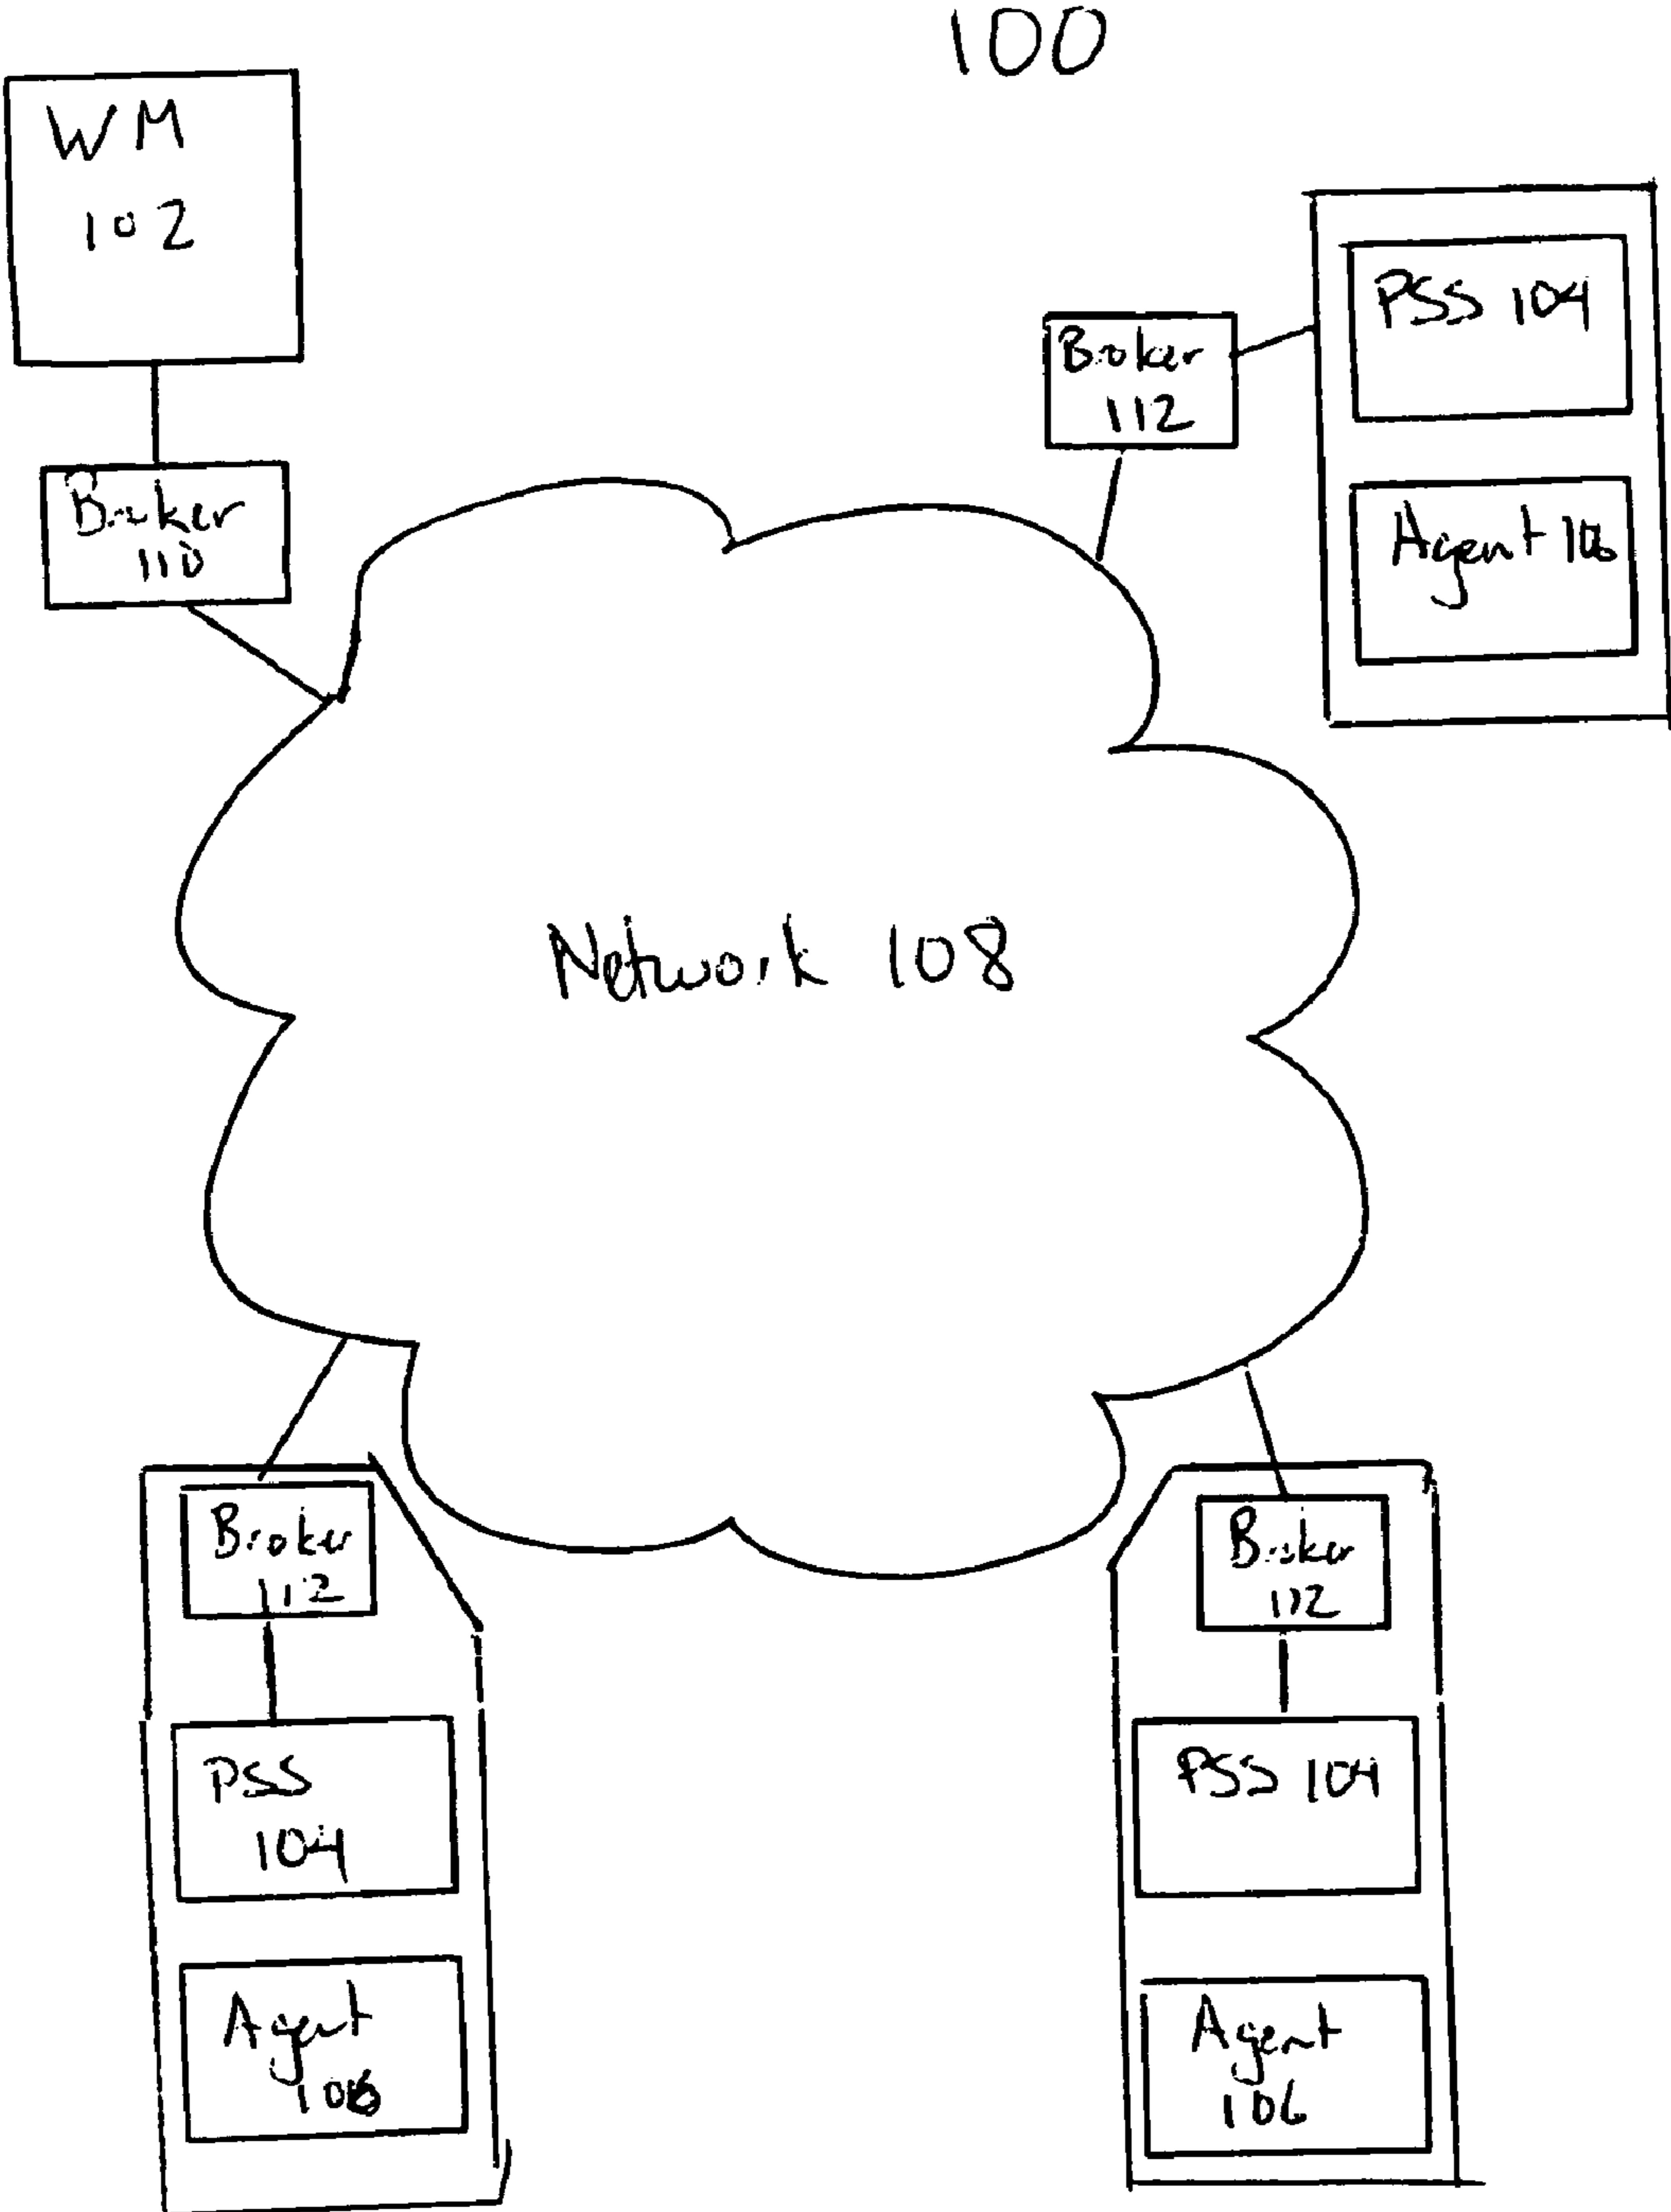 100
WM
102
Broker
110
Broker
112
PSS 104
Agent 106
Network 108
Broker
112
PSS
104
Agent
106
Broker
112
PSS 104
Agent
106